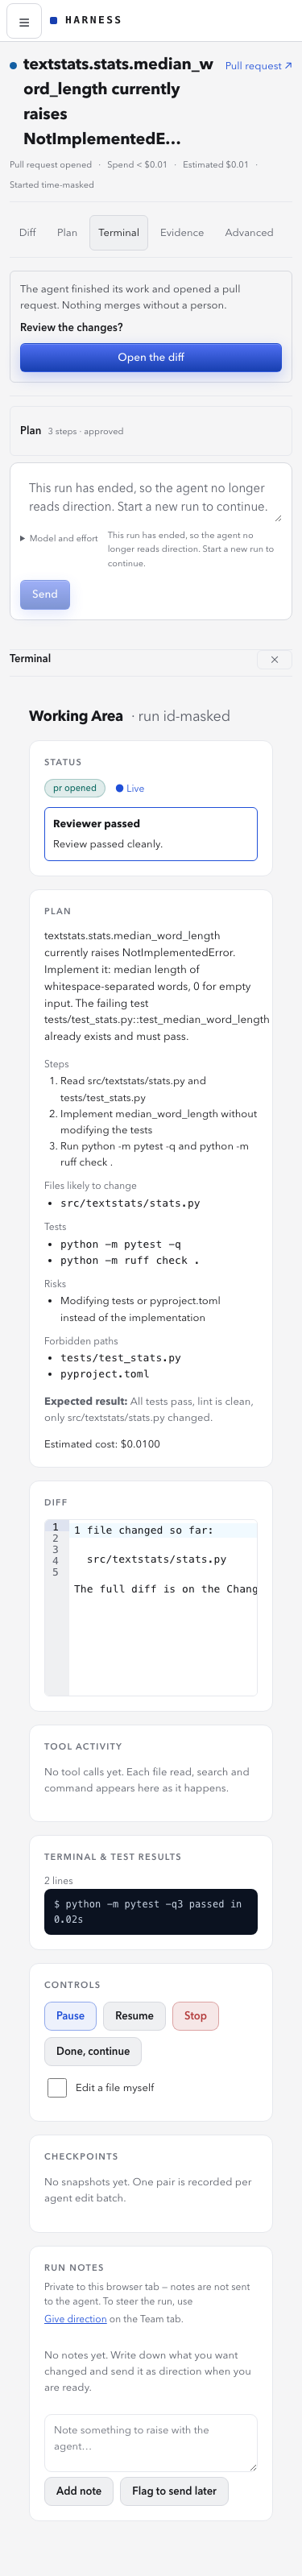 HARNESS
textstats.stats.median_w
ord_length currently
raises
NotImplementedE…
Pull request ↗
Pull request opened · Spend < $0.01 · Estimated $0.01 ·
Started time-masked
Diff Plan Terminal Evidence Advanced
The agent finished its work and opened a pull
request. Nothing merges without a person.
Review the changes?
Open the diff
Plan 3 steps · approved
This run has ended, so the agent no longer
reads direction. Start a new run to continue.
▶ Model and effort
This run has ended, so the agent no
longer reads direction. Start a new run to
continue.
Send
Terminal
Working Area · run id-masked
STATUS
pr opened Live
Reviewer passed
Review passed cleanly.
PLAN
textstats.stats.median_word_length
currently raises NotImplementedError.
Implement it: median length of
whitespace-separated words, 0 for empty
input. The failing test
tests/test_stats.py::test_median_word_length
already exists and must pass.
Steps
1. Read src/textstats/stats.py and
tests/test_stats.py
2. Implement median_word_length without
modifying the tests
3. Run python -m pytest -q and python -m
ruff check .
Files likely to change
• src/textstats/stats.py
Tests
• python -m pytest -q
• python -m ruff check .
Risks
• Modifying tests or pyproject.toml
instead of the implementation
Forbidden paths
• tests/test_stats.py
• pyproject.toml
Expected result: All tests pass, lint is clean,
only src/textstats/stats.py changed.
Estimated cost: $0.0100
DIFF
1 1 file changed so far:
2
3 src/textstats/stats.py
4
5 The full diff is on the Chang
TOOL ACTIVITY
No tool calls yet. Each file read, search and
command appears here as it happens.
TERMINAL & TEST RESULTS
2 lines
$ python -m pytest -q3 passed in
0.02s
CONTROLS
Pause Resume Stop
Done, continue
Edit a file myself
CHECKPOINTS
No snapshots yet. One pair is recorded per
agent edit batch.
RUN NOTES
Private to this browser tab — notes are not sent
to the agent. To steer the run, use
Give direction on the Team tab.
No notes yet. Write down what you want
changed and send it as direction when you
are ready.
Note something to raise with the
agent…
Add note Flag to send later